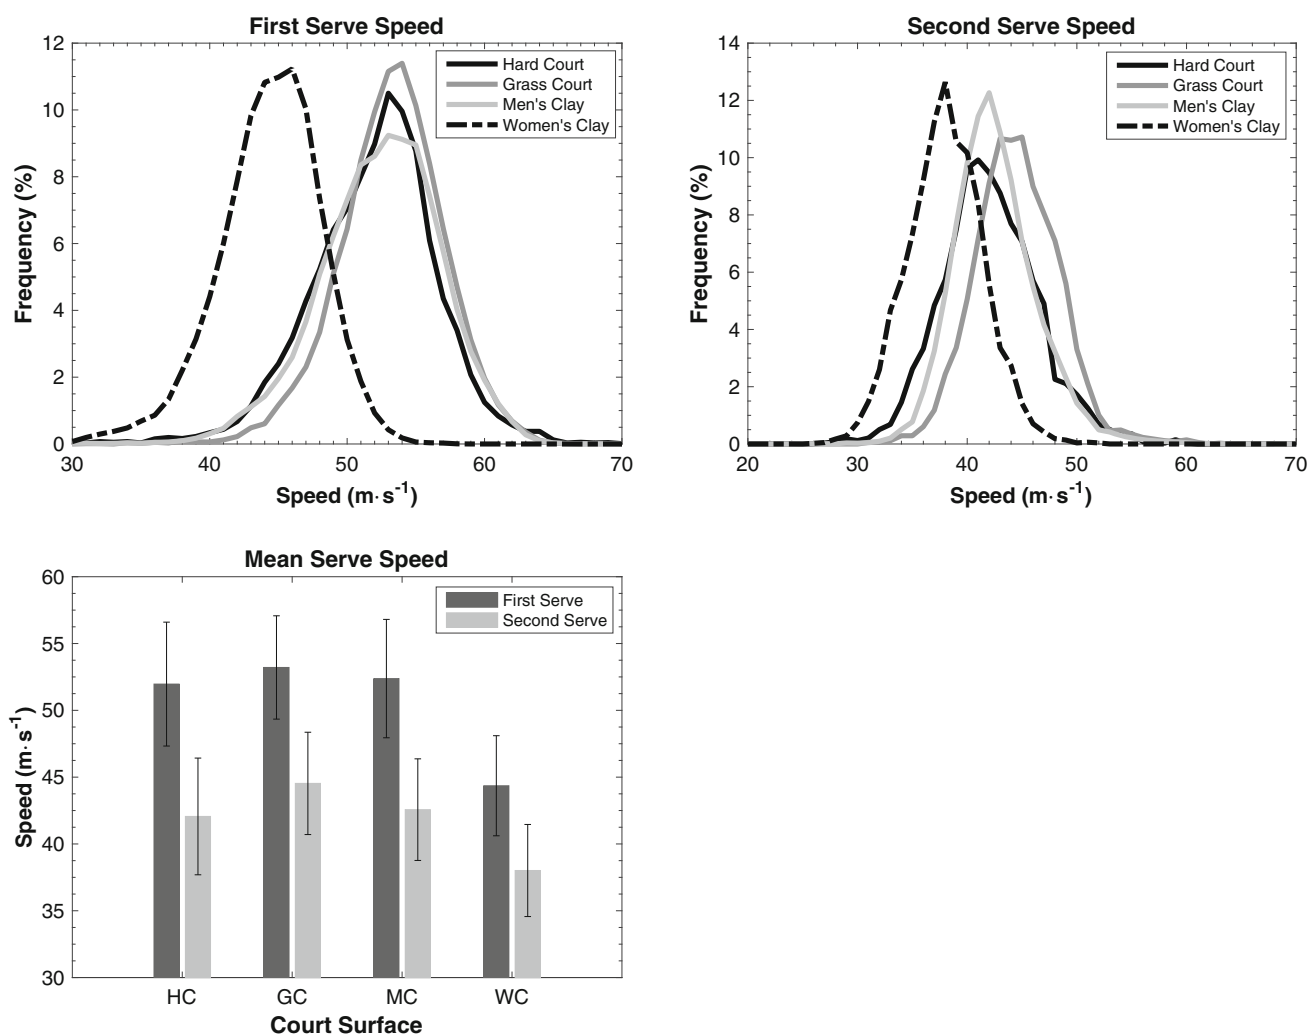 First Serve Speed
12
10
8
6
4
2
0
Frequency (%)
Hard Court
Grass Court
Men's Clay
Women's Clay
30 40 50 60 70
Speed (m·s⁻¹)
Second Serve Speed
14
12
10
8
6
4
2
0
Frequency (%)
Hard Court
Grass Court
Men's Clay
Women's Clay
20 30 40 50 60 70
Speed (m·s⁻¹)
Mean Serve Speed
60
55
50
45
40
35
30
Speed (m·s⁻¹)
First Serve
Second Serve
HC GC MC WC
Court Surface